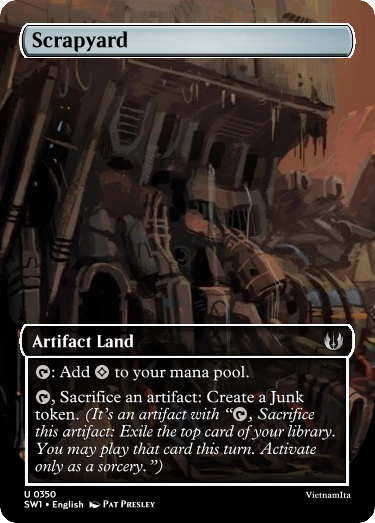 Scrapyard
Artifact Land
: Add to your mana pool.
, Sacrifice an artifact: Create a Junk
token. (It's an artifact with “, Sacrifice
this artifact: Exile the top card of your library.
You may play that card this turn. Activate
only as a sorcery.”)
U 0350
SW1 • English Pat Presley
VietnamIta